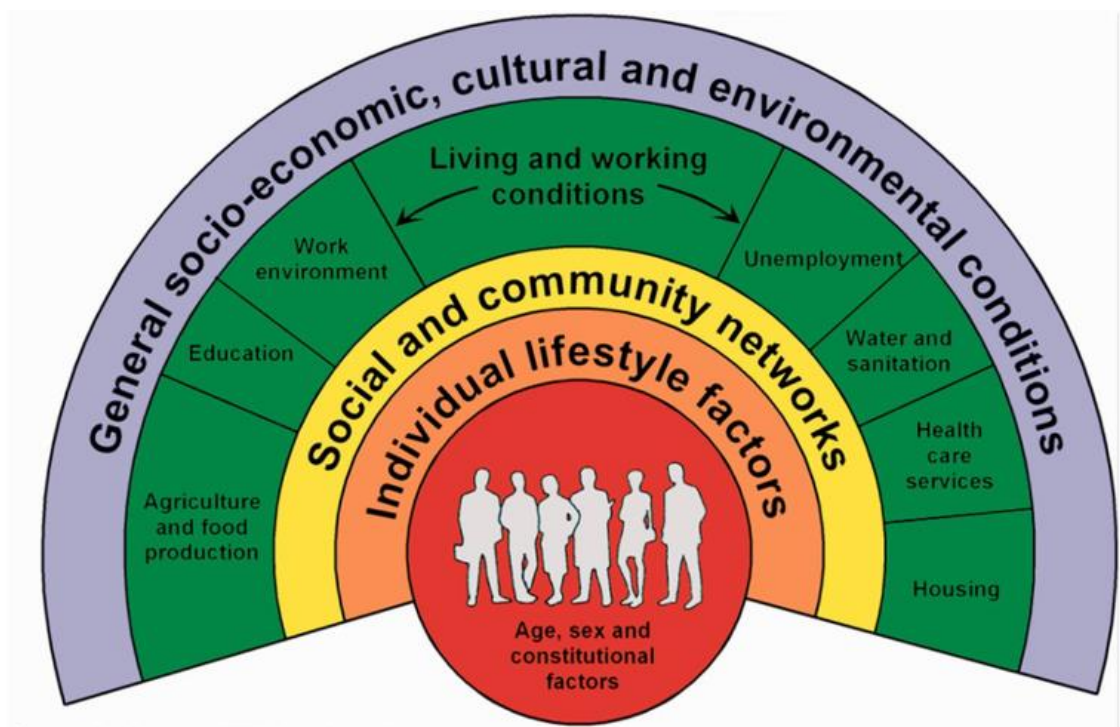 General socio-economic, cultural and environmental conditions
Living and working
conditions
Work
environment
Unemployment
Education
Water and
sanitation
Agriculture
and food
production
Health
care
services
Housing
Social and community networks
Individual lifestyle factors
Age, sex and
constitutional
factors